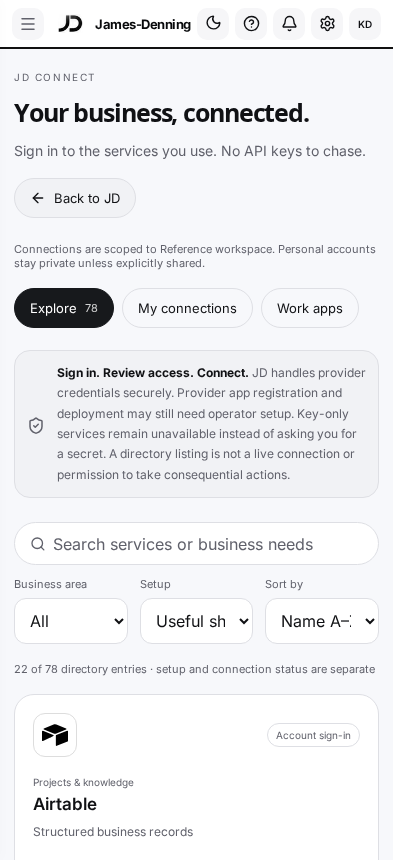 James-Denning
KD
JD CONNECT
Your business, connected.
Sign in to the services you use. No API keys to chase.
Back to JD
Connections are scoped to Reference workspace. Personal accounts
stay private unless explicitly shared.
Explore 78
My connections
Work apps
Sign in. Review access. Connect. JD handles provider
credentials securely. Provider app registration and
deployment may still need operator setup. Key-only
services remain unavailable instead of asking you for
a secret. A directory listing is not a live connection or
permission to take consequential actions.
Search services or business needs
Business area
Setup
Sort by
All
Useful sh
Name A–
22 of 78 directory entries · setup and connection status are separate
Account sign-in
Projects & knowledge
Airtable
Structured business records